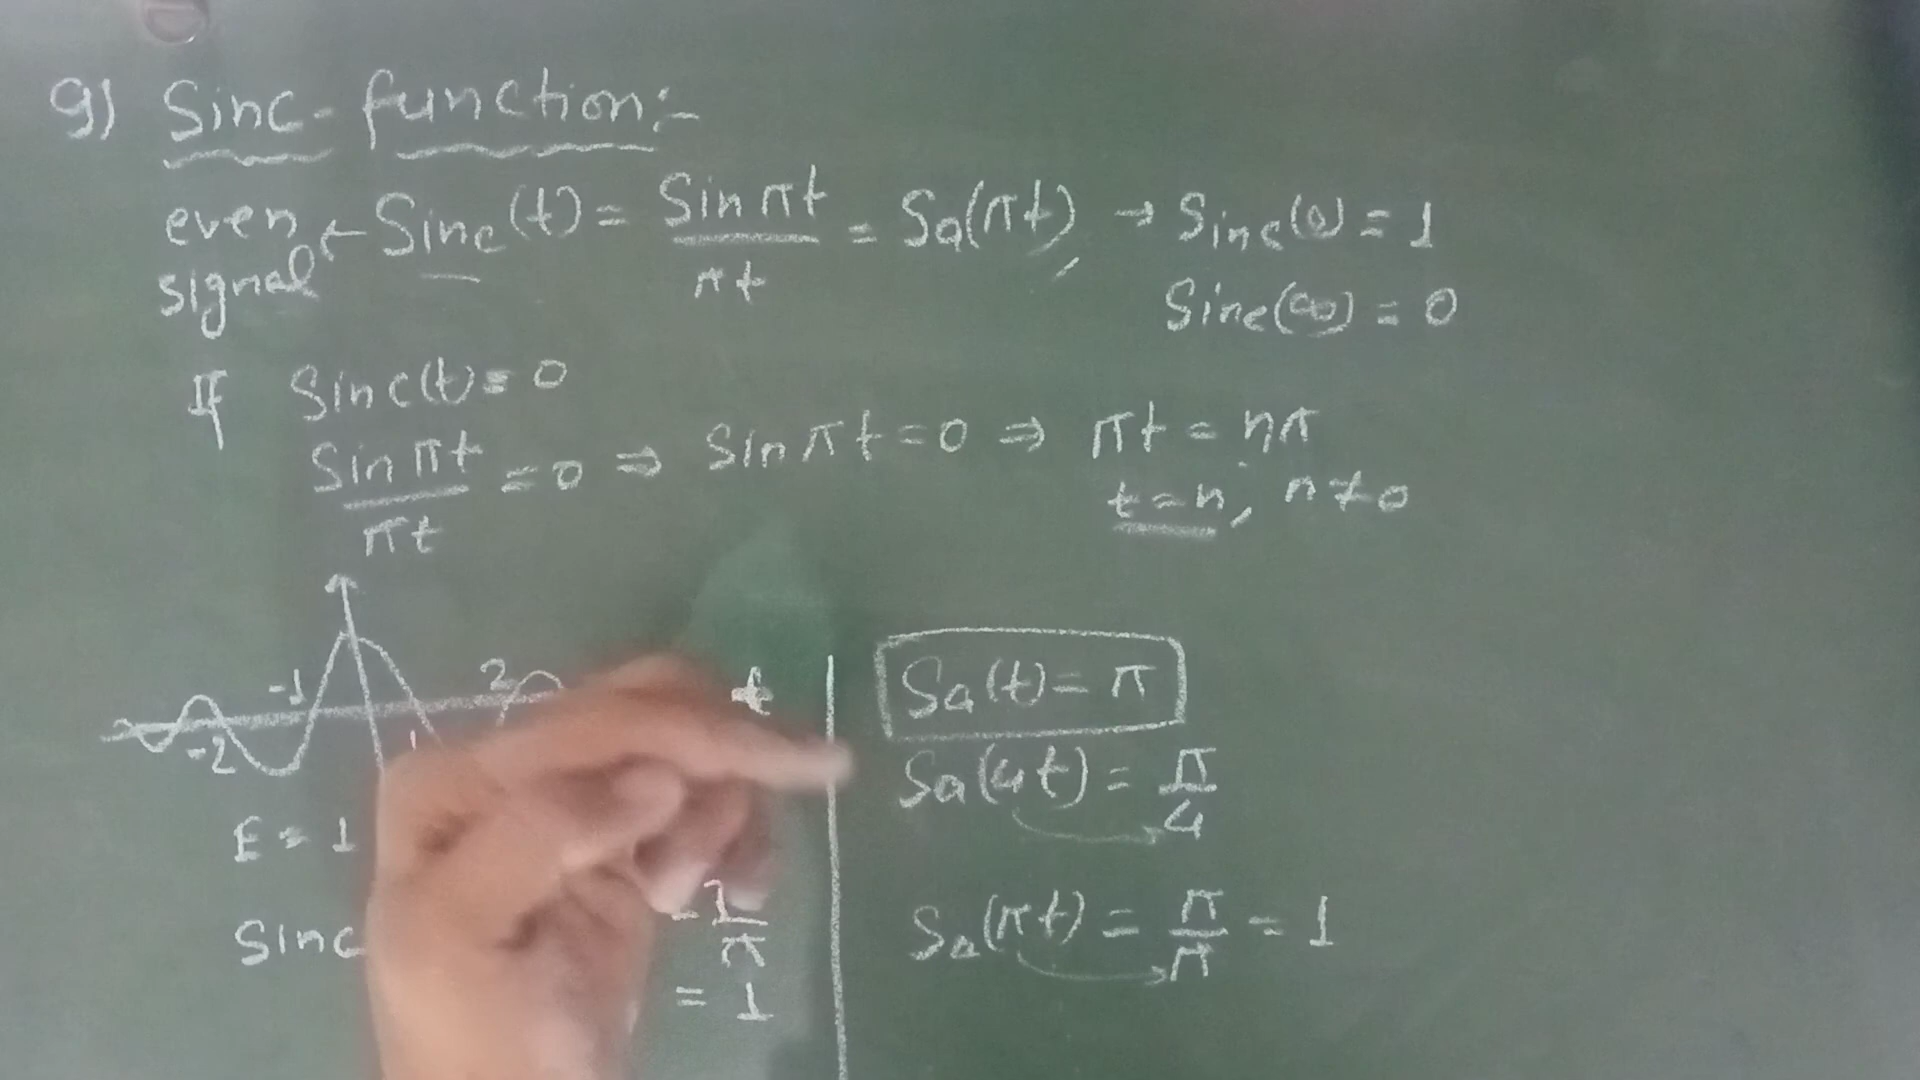 9) Sinc-function:-
even signal ← Sinc(t) = Sin πt / πt = Sa(πt), → Sinc(0) = 1
Sinc(∞) = 0
If Sinc(t) = 0
Sin πt / πt = 0 ⇒ Sin πt = 0 ⇒ πt = nπ
t = n, n ≠ 0
-1
2
t
-2
1
E = 1
Sinc
π
= 1
Sa(t) = π
Sa(4t) = π/4
Sa(πt) = π/π = 1